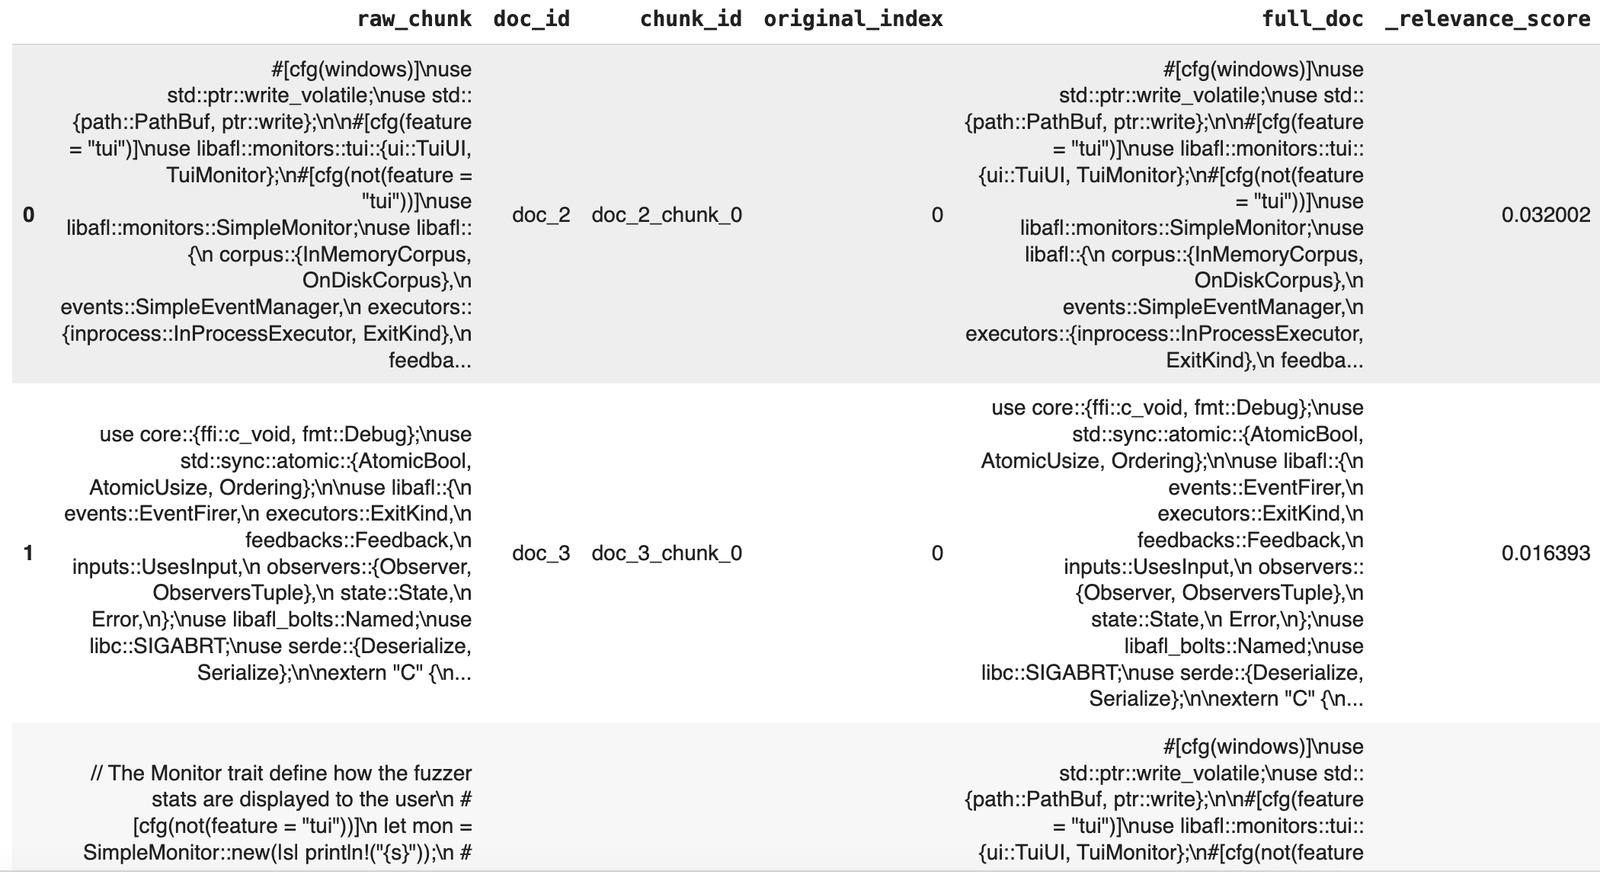 raw_chunk doc_id chunk_id original_index full_doc _relevance_score
#[cfg(windows)]\nuse
std::ptr::write_volatile;\nuse std::
{path::PathBuf, ptr::write};\n\n#[cfg(feature
= "tui")]\nuse libafl::monitors::tui::{ui::TuiUI,
TuiMonitor};\n#[cfg(not(feature =
"tui"))]\nuse
libafl::monitors::SimpleMonitor;\nuse libafl::
{\n corpus::{InMemoryCorpus,
OnDiskCorpus},\n
events::SimpleEventManager,\n executors::
{inprocess::InProcessExecutor, ExitKind},\n
feedba...
0
doc_2
doc_2_chunk_0
0
#[cfg(windows)]\nuse
std::ptr::write_volatile;\nuse std::
{path::PathBuf, ptr::write};\n\n#[cfg(feature
= "tui")]\nuse libafl::monitors::tui::
{ui::TuiUI, TuiMonitor};\n#[cfg(not(feature
= "tui"))]\nuse
libafl::monitors::SimpleMonitor;\nuse
libafl::{\n corpus::{InMemoryCorpus,
OnDiskCorpus},\n
events::SimpleEventManager,\n
executors::{inprocess::InProcessExecutor,
ExitKind},\n feedba...
0.032002
use core::{ffi::c_void, fmt::Debug};\nuse
std::sync::atomic::{AtomicBool,
AtomicUsize, Ordering};\n\nuse libafl::{\n
events::EventFirer,\n executors::ExitKind,\n
feedbacks::Feedback,\n
inputs::UsesInput,\n observers::{Observer,
ObserversTuple},\n state::State,\n
Error,\n};\nuse libafl_bolts::Named;\nuse
libc::SIGABRT;\nuse serde::{Deserialize,
Serialize};\n\nextern "C" {\n...
1
doc_3
doc_3_chunk_0
0
use core::{ffi::c_void, fmt::Debug};\nuse
std::sync::atomic::{AtomicBool,
AtomicUsize, Ordering};\n\nuse libafl::{\n
events::EventFirer,\n
executors::ExitKind,\n
feedbacks::Feedback,\n
inputs::UsesInput,\n observers::
{Observer, ObserversTuple},\n
state::State,\n Error,\n};\nuse
libafl_bolts::Named;\nuse
libc::SIGABRT;\nuse serde::{Deserialize,
Serialize};\n\nextern "C" {\n...
0.016393
// The Monitor trait define how the fuzzer
stats are displayed to the user\n #
[cfg(not(feature = "tui"))]\n let mon =
SimpleMonitor::new(|s| println!("{s}"));\n #
#[cfg(windows)]\nuse
std::ptr::write_volatile;\nuse std::
{path::PathBuf, ptr::write};\n\n#[cfg(feature
= "tui")]\nuse libafl::monitors::tui::
{ui::TuiUI, TuiMonitor};\n#[cfg(not(feature